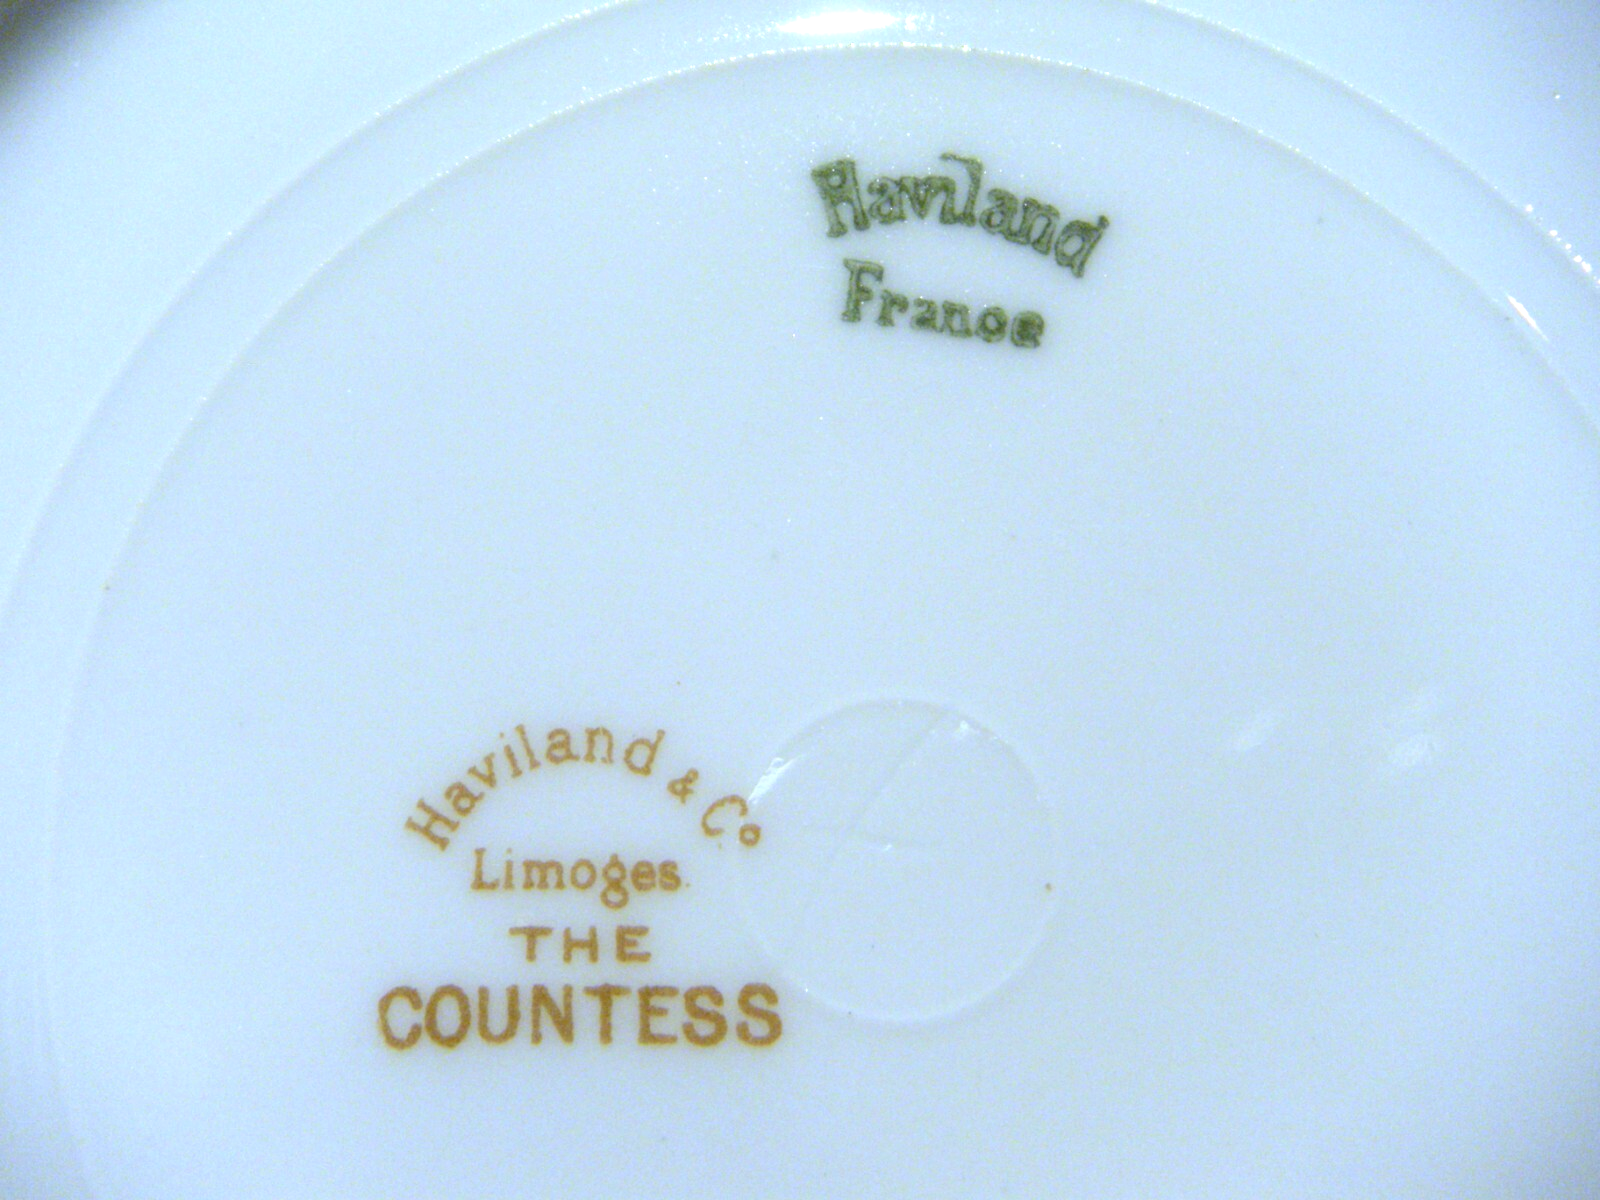 Haviland
France
Haviland & Co
Limoges.
THE
COUNTESS